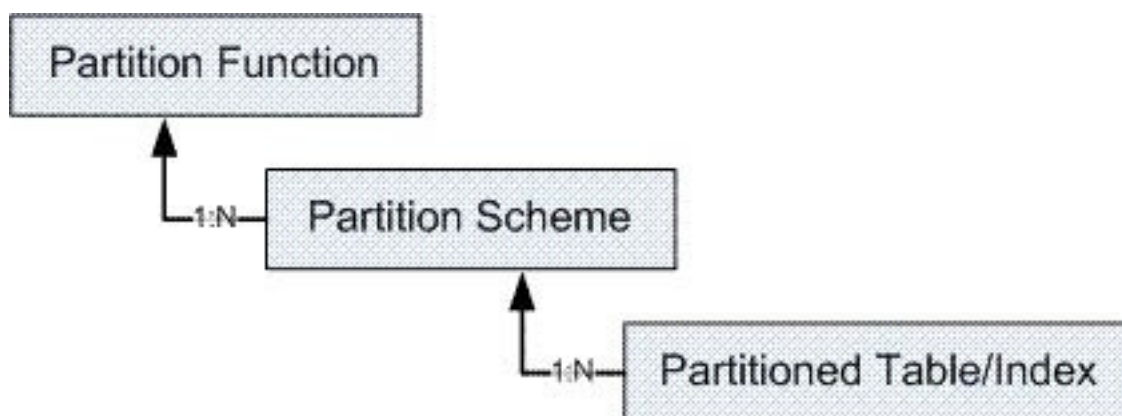 Partition Function
1:N
Partition Scheme
1:N
Partitioned Table/Index